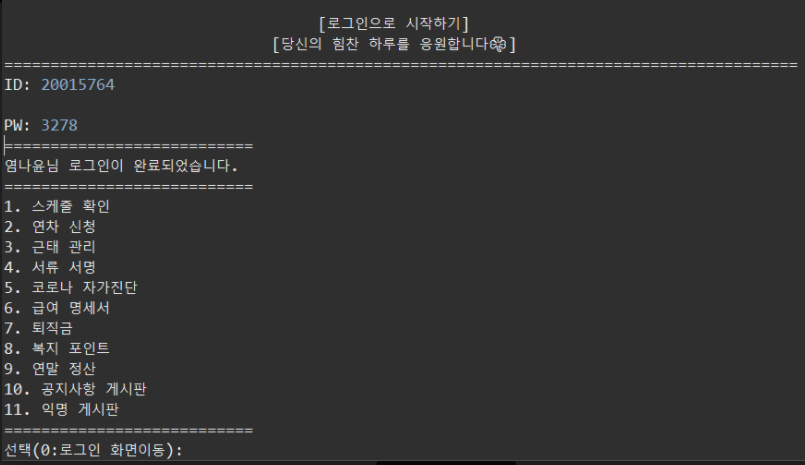 [로그인으로 시작하기]
[당신의 힘찬 하루를 응원합니다🍀]
======================================================================================
ID: 20015764
PW: 3278
===========================
염나윤님 로그인이 완료되었습니다.
===========================
1. 스케줄 확인
2. 연차 신청
3. 근태 관리
4. 서류 서명
5. 코로나 자가진단
6. 급여 명세서
7. 퇴직금
8. 복지 포인트
9. 연말 정산
10. 공지사항 게시판
11. 익명 게시판
===========================
선택(0:로그인 화면이동):